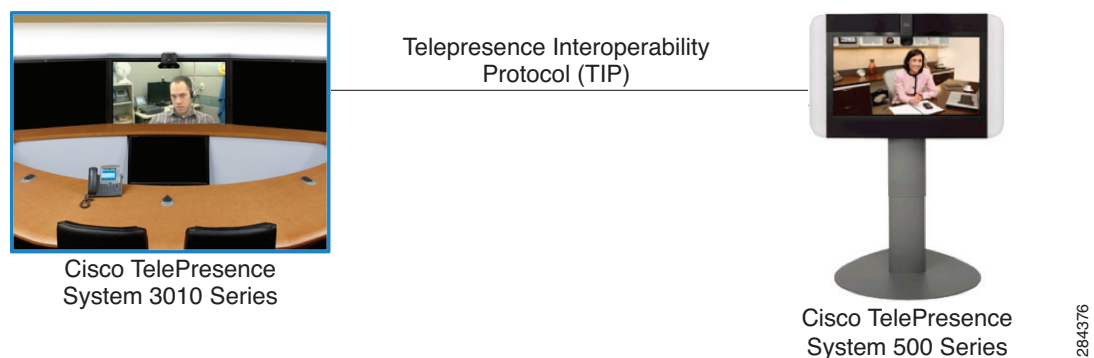 Telepresence Interoperability
Protocol (TIP)
Cisco TelePresence
System 3010 Series
Cisco TelePresence
System 500 Series
284376